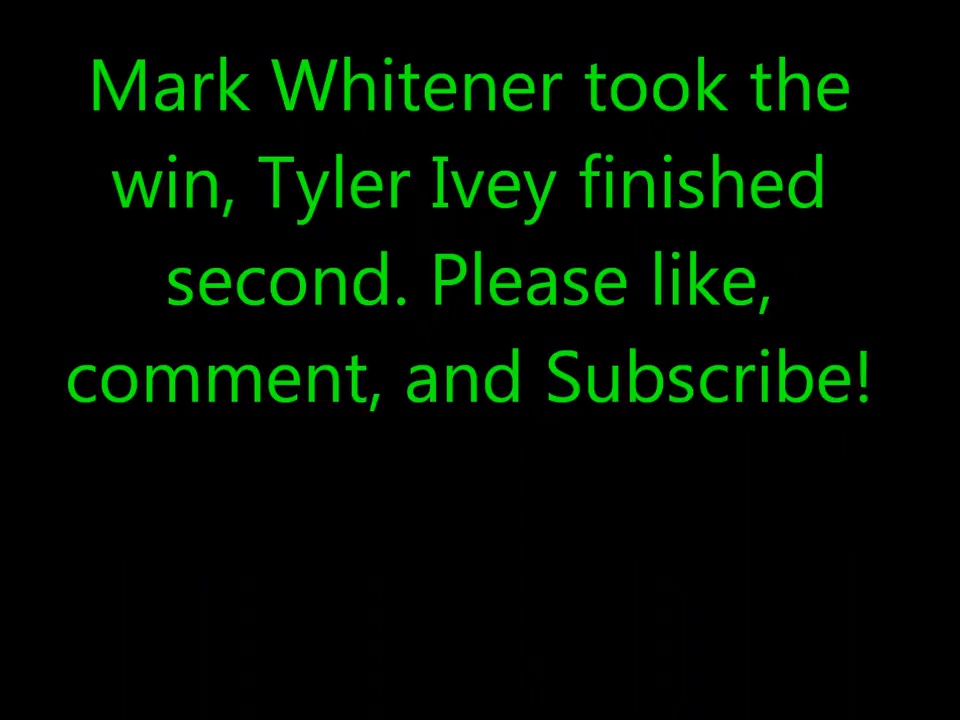 Mark Whitener took the
win, Tyler Ivey finished
second. Please like,
comment, and Subscribe!